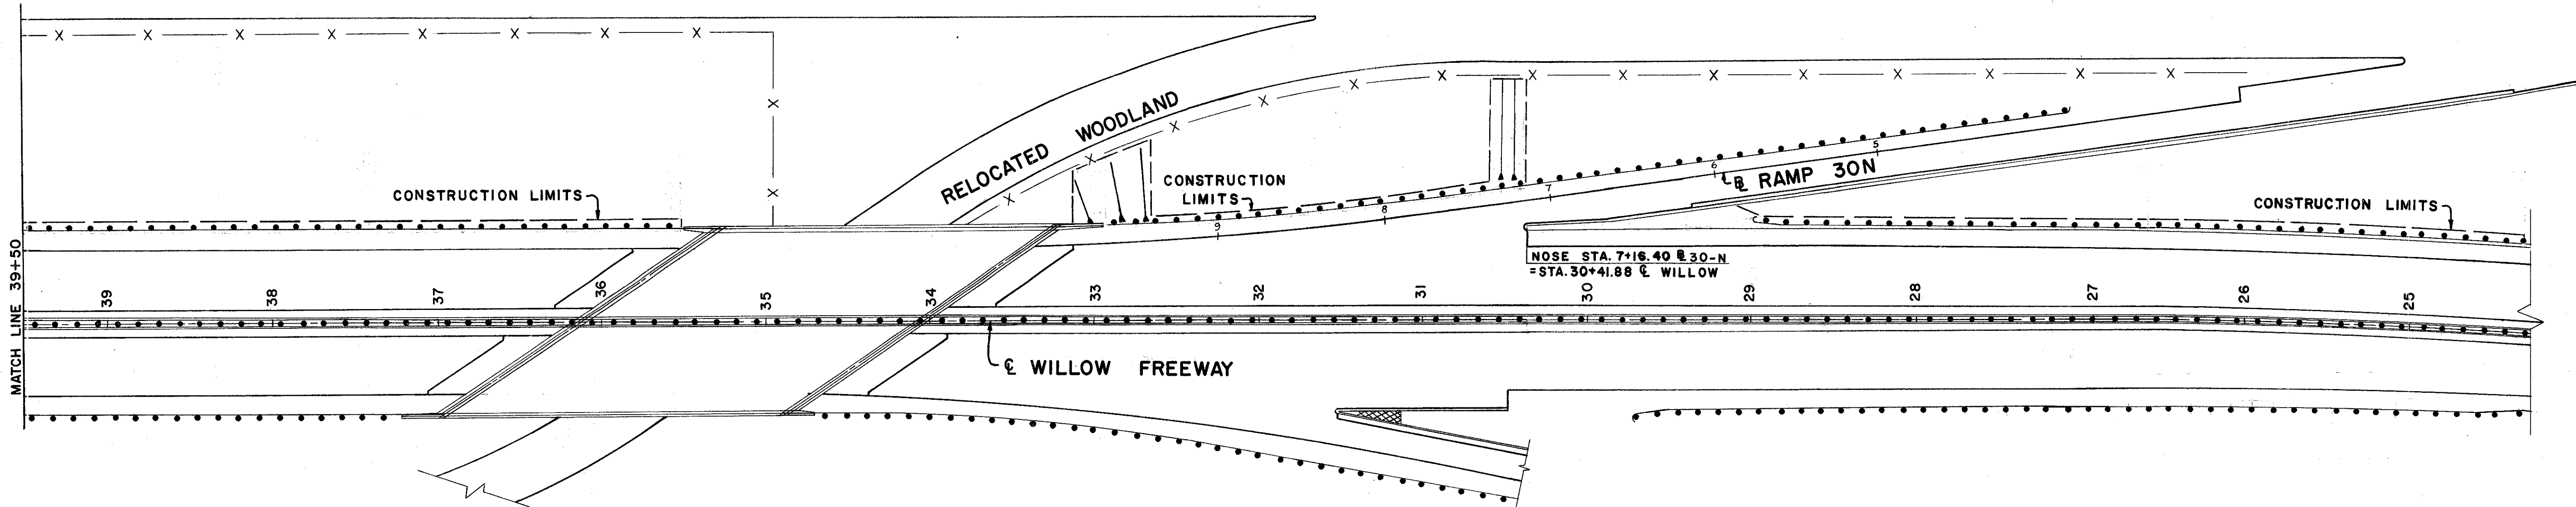 RELOCATED WOODLAND
CONSTRUCTION LIMITS
CONSTRUCTION
LIMITS
5
6
7
8
9
℄ RAMP 30N
CONSTRUCTION LIMITS
NOSE STA. 7+16.40 ℄ 30-N
=STA. 30+41.88 ℄ WILLOW
MATCH LINE 39+50
39
38
37
36
35
34
33
32
31
30
29
28
27
26
25
℄ WILLOW FREEWAY